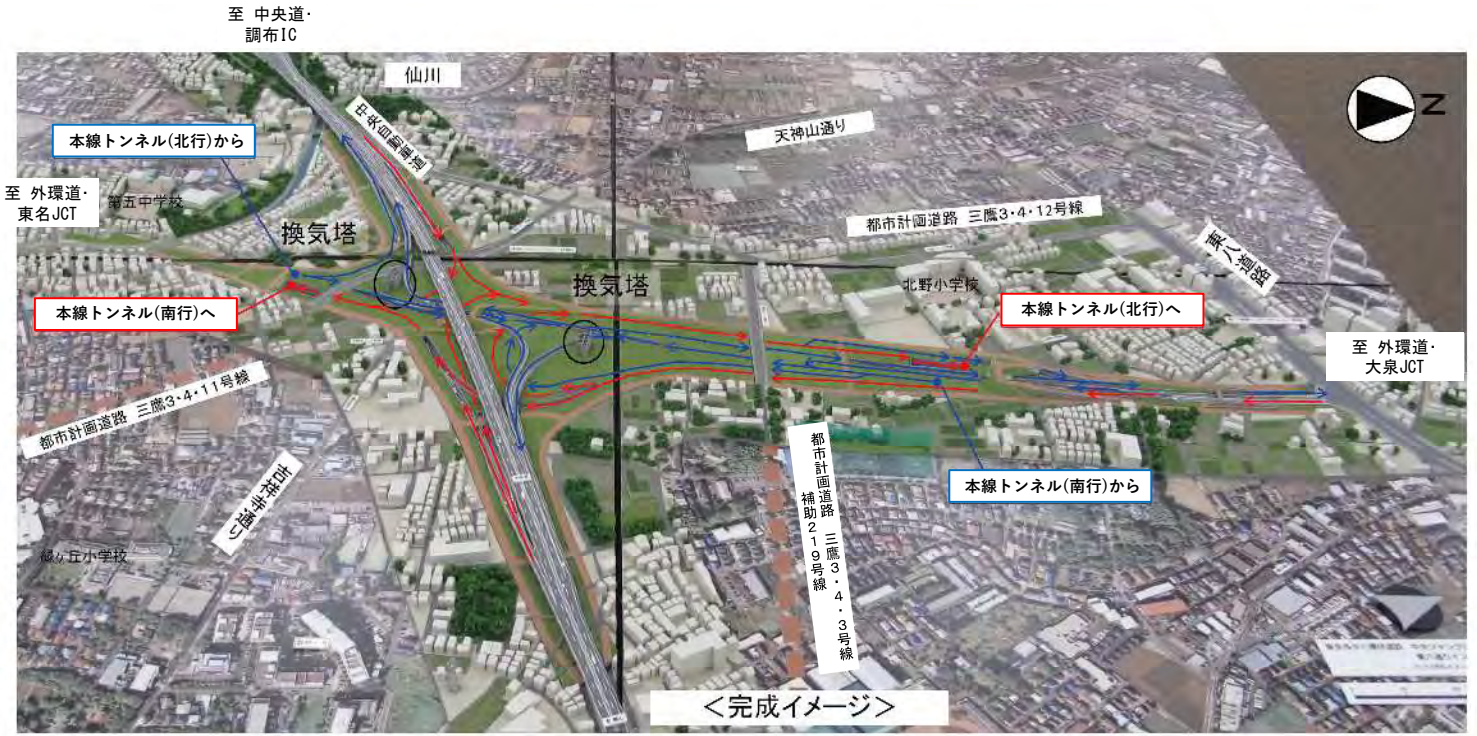 至 中央道・
調布IC
仙川
中央自動車道
天神山通り
N
本線トンネル(北行)から
至 外環道・
東名JCT
第五中学校
換気塔
都市計画道路 三鷹3・4・12号線
東八道路
換気塔
北野小学校
本線トンネル(南行)へ
本線トンネル(北行)へ
至 外環道・
大泉JCT
都市計画道路 三鷹3・4・11号線
吉祥寺通り
緑ヶ丘小学校
都市計画道路 三鷹3・4・3号線
補助219号線
本線トンネル(南行)から
＜完成イメージ＞